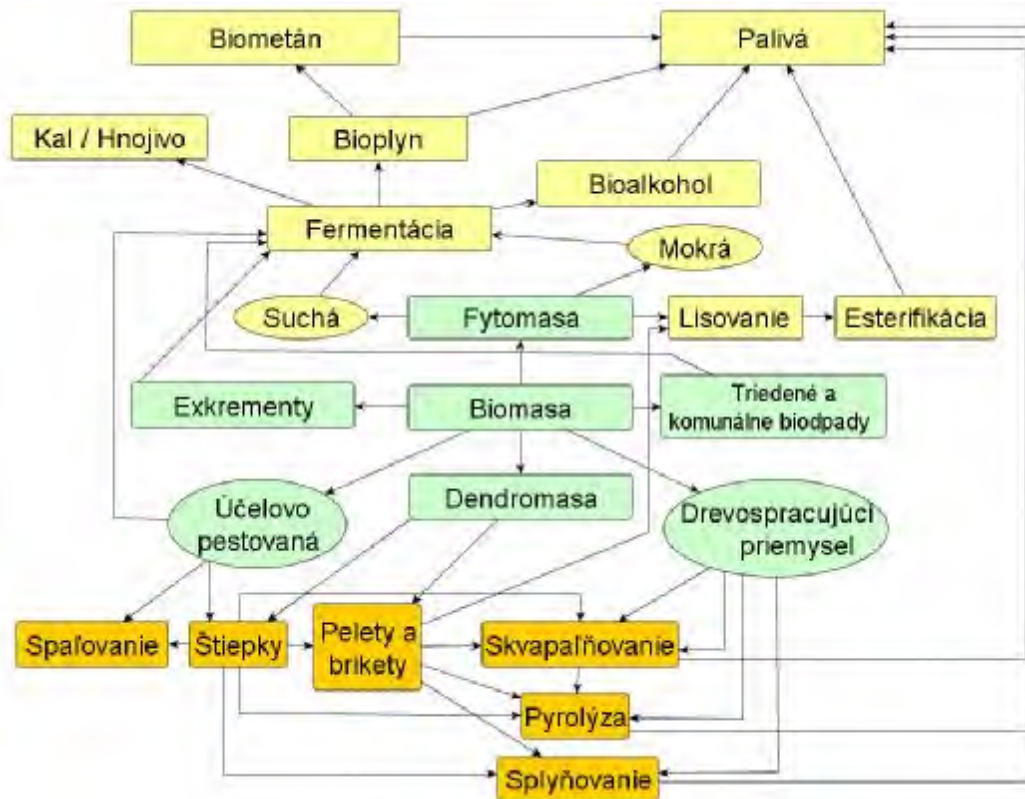 Biometán
Palivá
Kal / Hnojivo
Bioplyn
Bioalkohol
Fermentácia
Mokrá
Suchá
Fytomasa
Lisovanie
Esterifikácia
Exkrementy
Biomasa
Triedené a
komunálne biodpady
Účelovo
pestovaná
Dendromasa
Drevospracujúci
priemysel
Spaľovanie
Štiepky
Pelety a
brikety
Skvapaľňovanie
Pyrolýza
Splyňovanie